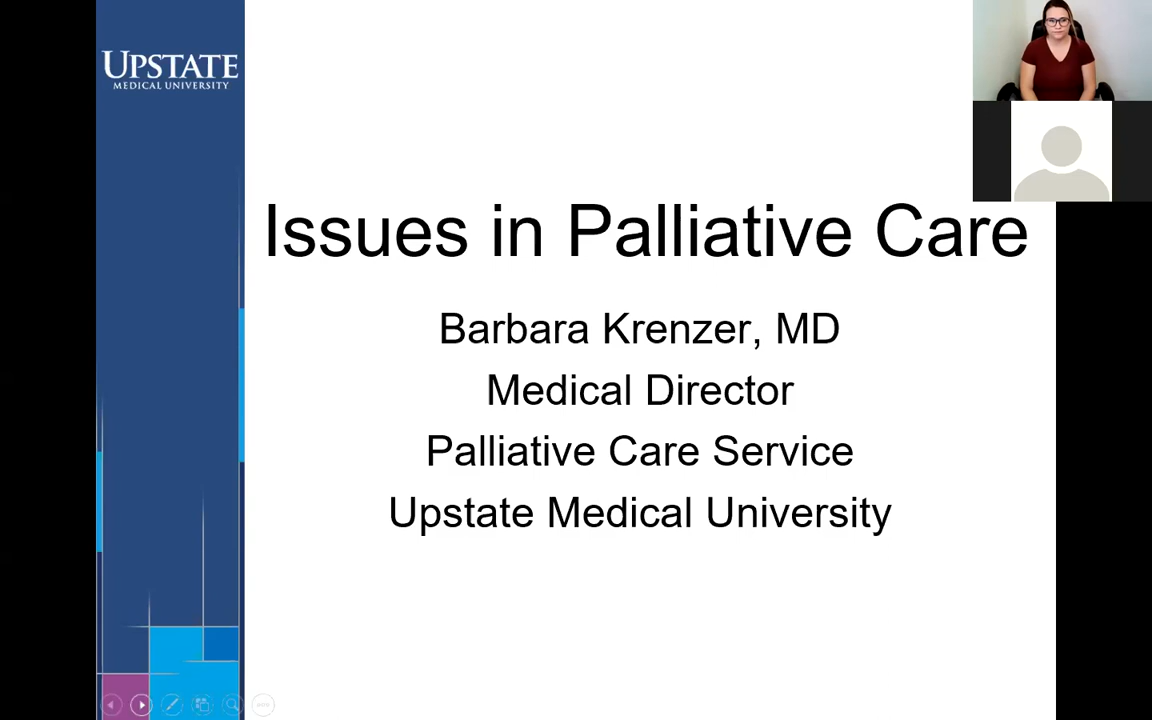 UPSTATE
MEDICAL UNIVERSITY
Issues in Palliative Care
Barbara Krenzer, MD
Medical Director
Palliative Care Service
Upstate Medical University